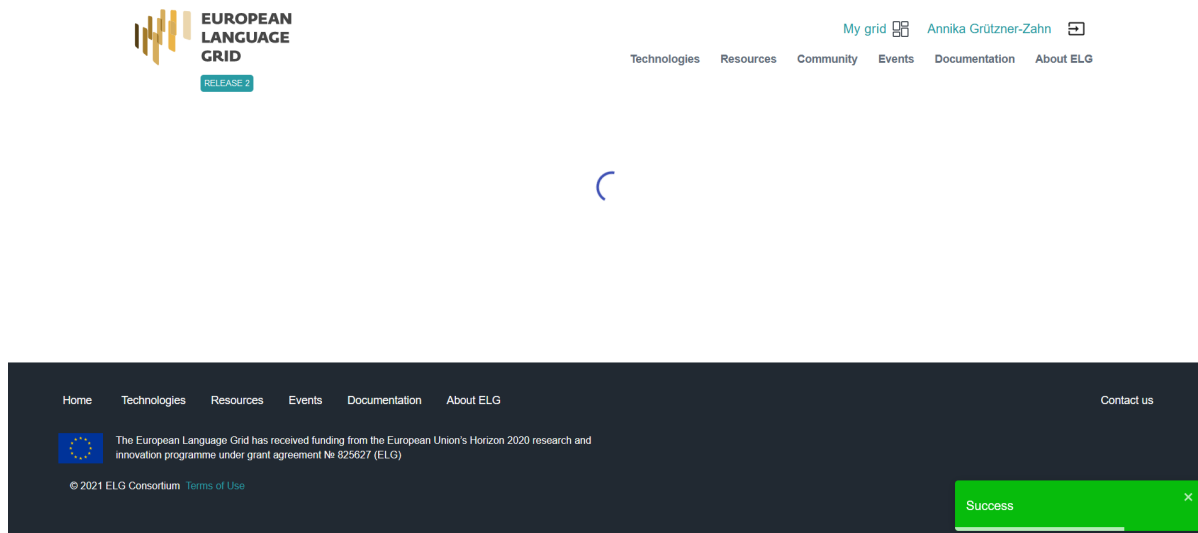 EUROPEAN
LANGUAGE
GRID
RELEASE 2
My grid Annika Grützner-Zahn
Technologies Resources Community Events Documentation About ELG
Home Technologies Resources Events Documentation About ELG Contact us
The European Language Grid has received funding from the European Union's Horizon 2020 research and
innovation programme under grant agreement № 825627 (ELG)
© 2021 ELG Consortium Terms of Use
Success ×